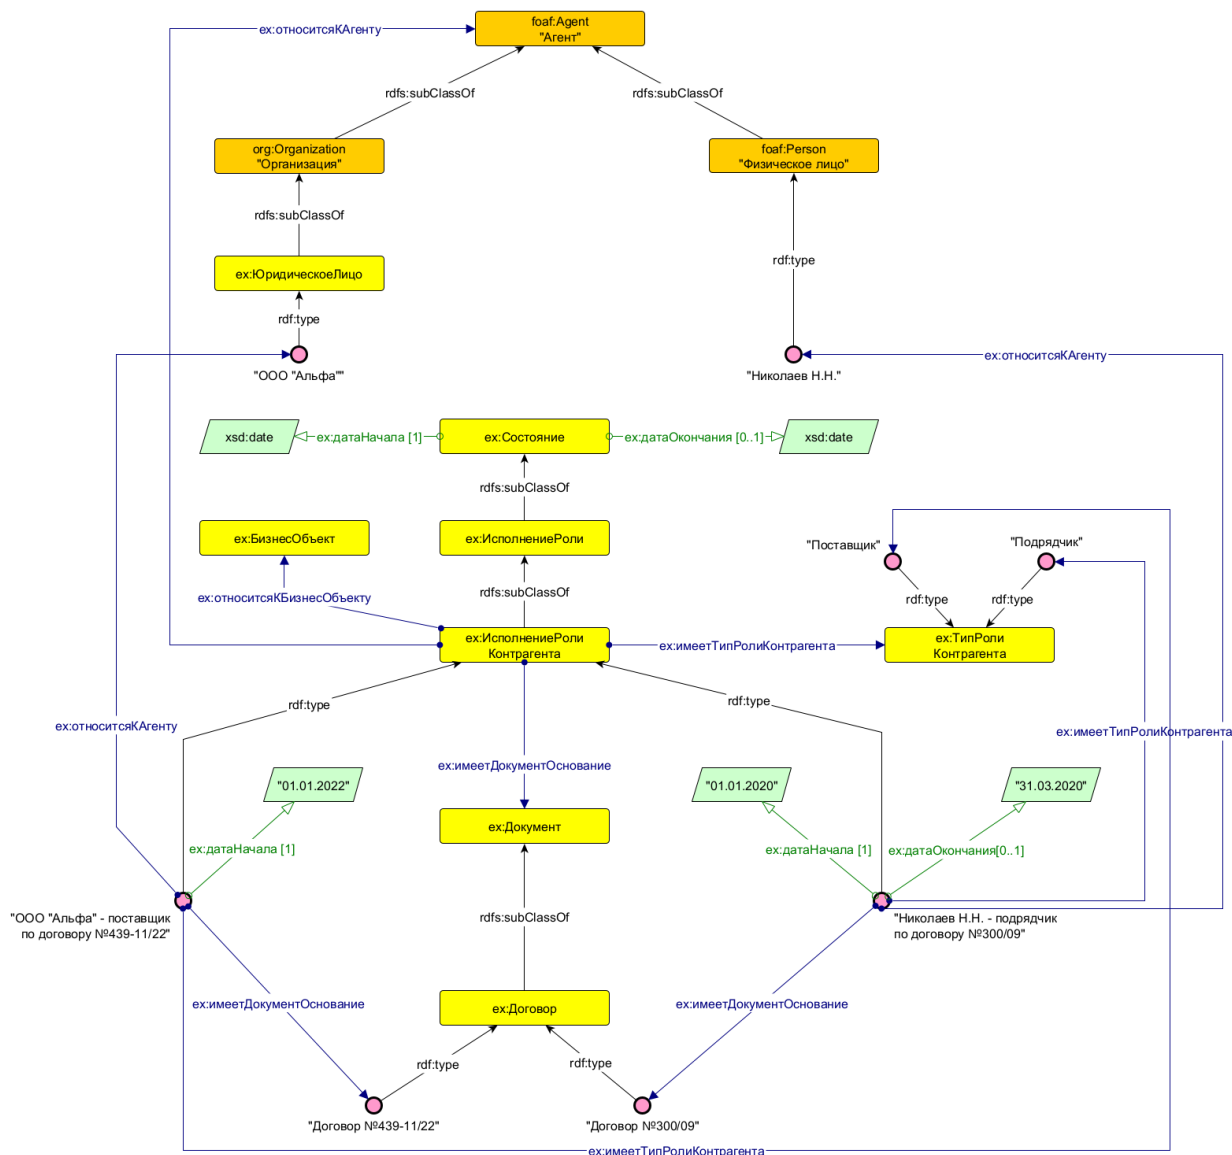 foaf:Agent
"Агент"
ex:относитсяКАгенту
rdfs:subClassOf
rdfs:subClassOf
org:Organization
"Организация"
foaf:Person
"Физическое лицо"
rdfs:subClassOf
rdf:type
ex:ЮридическоеЛицо
rdf:type
"ООО "Альфа""
"Николаев Н.Н."
ex:относитсяКАгенту
xsd:date
ex:датаНачала [1]
ex:Состояние
ex:датаОкончания [0..1]
xsd:date
rdfs:subClassOf
ex:БизнесОбъект
ex:ИсполнениеРоли
"Поставщик"
"Подрядчик"
ex:относитсяКБизнесОбъекту
rdfs:subClassOf
rdf:type
rdf:type
ex:ИсполнениеРоли
Контрагента
ex:имеетТипРолиКонтрагента
ex:ТипРоли
Контрагента
rdf:type
rdf:type
ex:относитсяКАгенту
ex:имеетТипРолиКонтрагента
ex:имеетДокументОснование
"01.01.2022"
"01.01.2020"
"31.03.2020"
ex:Документ
ex:датаНачала [1]
ex:датаНачала [1]
ex:датаОкончания[0..1]
"ООО "Альфа" - поставщик
по договору №439-11/22"
rdfs:subClassOf
"Николаев Н.Н. - подрядчик
по договору №300/09"
ex:имеетДокументОснование
ex:Договор
ex:имеетДокументОснование
rdf:type
rdf:type
"Договор №439-11/22"
"Договор №300/09"
ex:имеетТипРолиКонтрагента